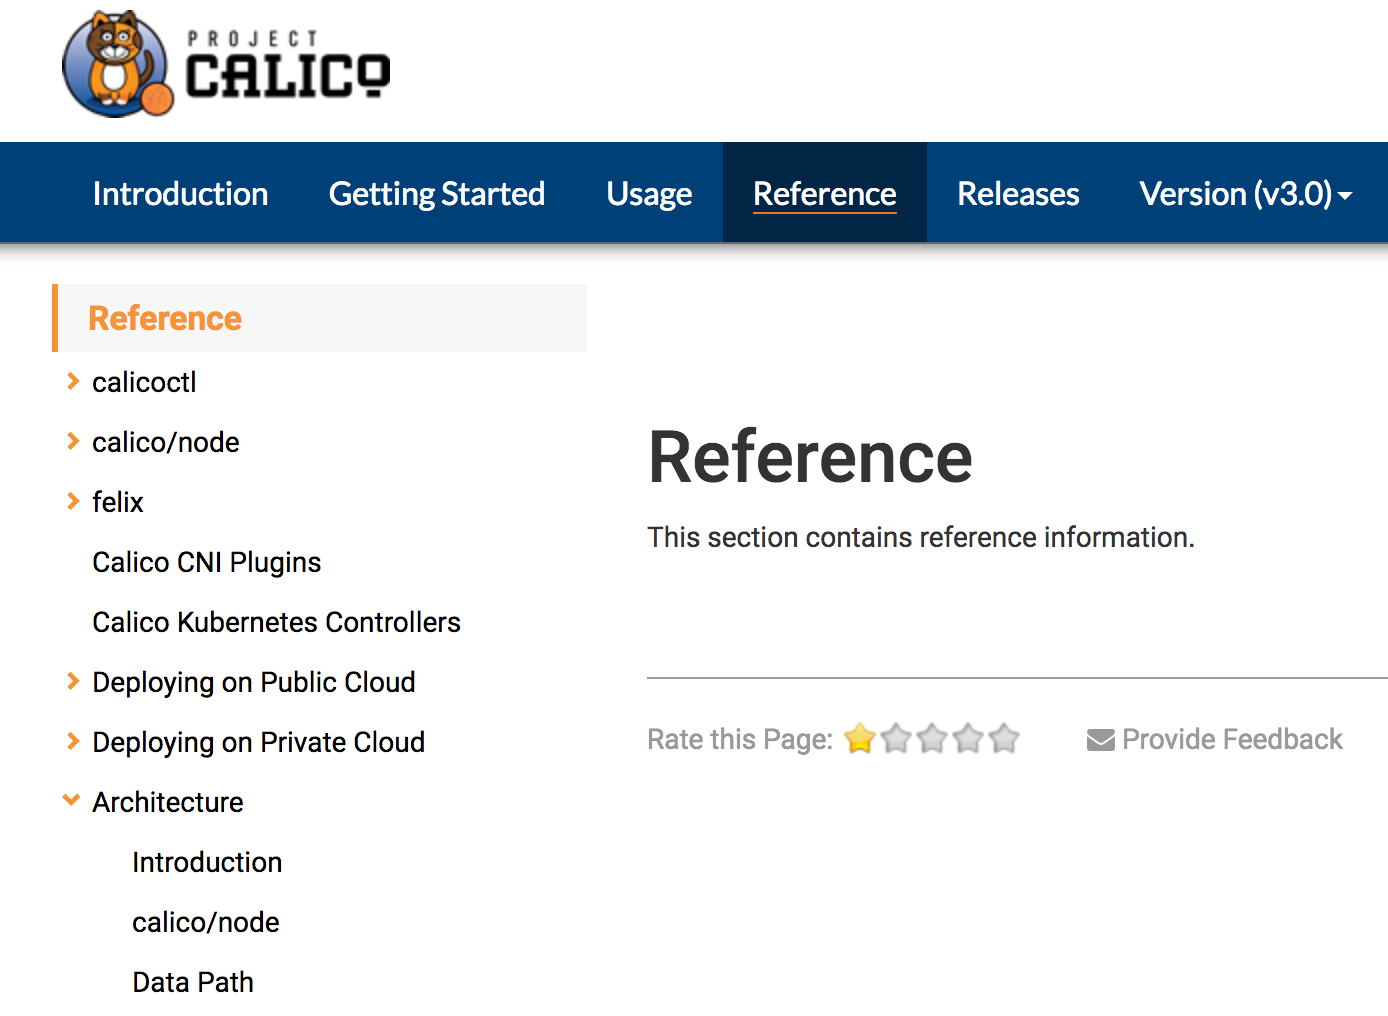 PROJECT
CALICO
Introduction Getting Started Usage Reference Releases Version (v3.0)
Reference
calicoctl
calico/node
felix
Calico CNI Plugins
Calico Kubernetes Controllers
Deploying on Public Cloud
Deploying on Private Cloud
Architecture
Introduction
calico/node
Data Path
Reference
This section contains reference information.
Rate this Page: Provide Feedback